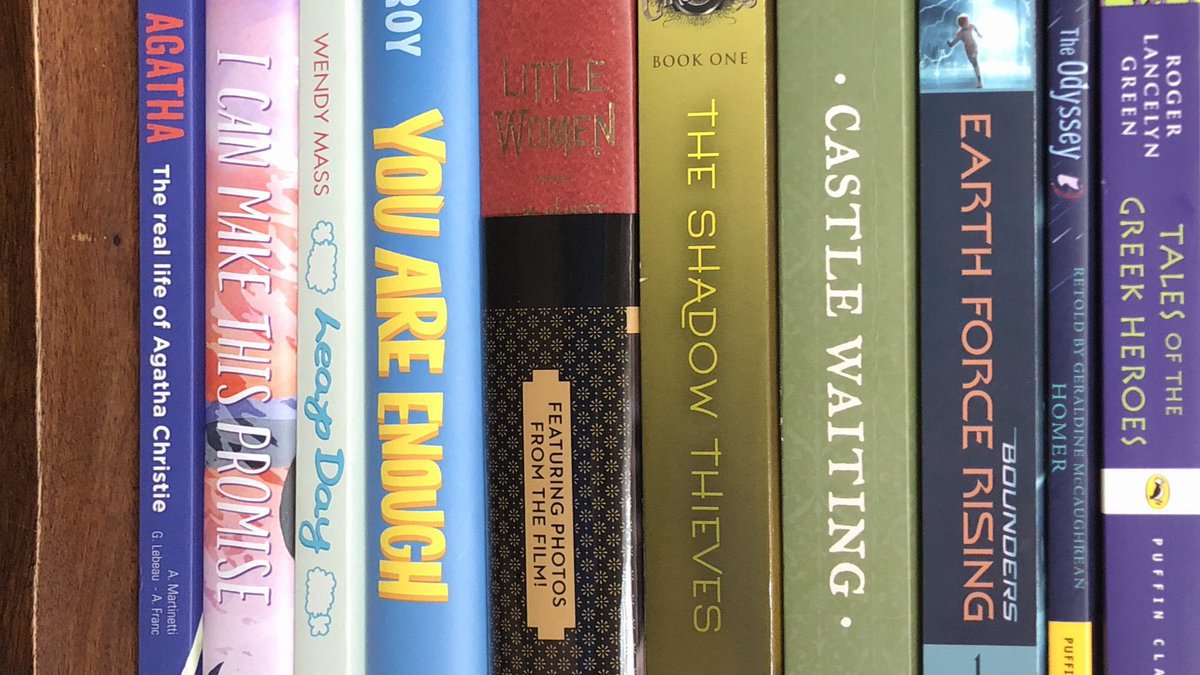 AGATHA
The real life of Agatha Christie
A. Martinetti
G. Lebeau - A. Franc
I CAN MAKE THIS PROMISE
WENDY MASS
Leap Day
ROY
YOU ARE ENOUGH
LITTLE
WOMEN
FEATURING PHOTOS
FROM THE FILM!
BOOK ONE
THE SHADOW THIEVES
· CASTLE WAITING ·
EARTH FORCE RISING
BOUNDERS
1
The Odyssey
RETOLD BY GERALDINE McCAUGHREAN
HOMER
PUFFI
ROGER
LANCELYN
GREEN
TALES OF THE
GREEK HEROES
PUFFIN CLA